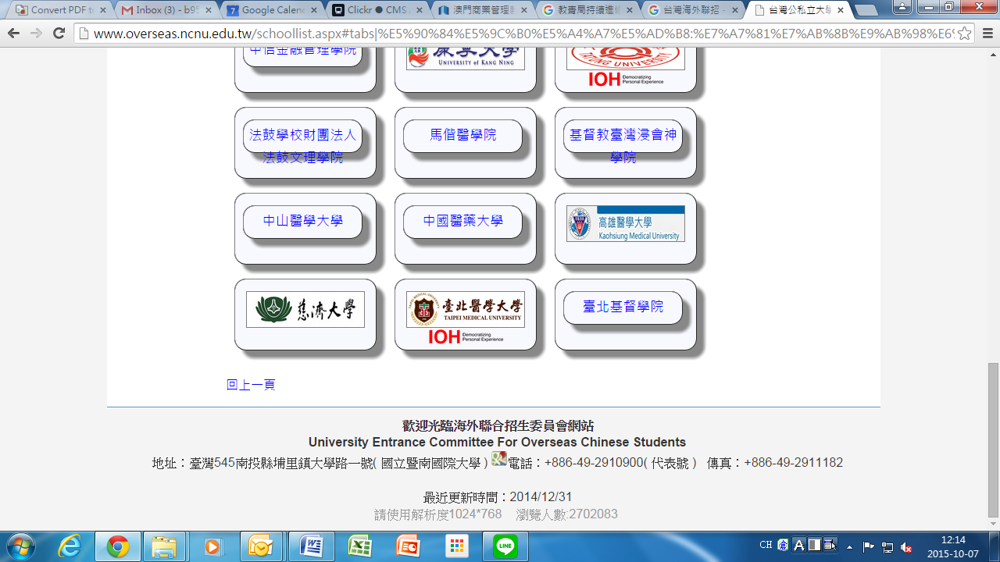 Convert PDF to
Inbox (3) - b95
Google Calend
Clickr ● CMS A
澳門商業管理
教青局持續進修
台灣海外聯招 -
台灣公私立大學
www.overseas.ncnu.edu.tw/schoollist.aspx#tabs|%E5%90%84%E5%9C%B0%E5%A4%A7%E5%AD%B8:%E7%A7%81%E7%AB%8B%E9%AB%98%E6%
中信金融管理學院
康寧大學
UNIVERSITY of KANG NING
IOH Democratizing Personal Experience
法鼓學校財團法人
法鼓文理學院
馬偕醫學院
基督教臺灣浸會神
學院
中山醫學大學
中國醫藥大學
高雄醫學大學
Kaohsiung Medical University
慈濟大學
臺北醫學大學
TAIPEI MEDICAL UNIVERSITY
IOH Democratizing Personal Experience
臺北基督學院
回上一頁
歡迎光臨海外聯合招生委員會網站
University Entrance Committee For Overseas Chinese Students
地址：臺灣545南投縣埔里鎮大學路一號( 國立暨南國際大學 ) 電話：+886-49-2910900( 代表號 ) 傳真：+886-49-2911182
最近更新時間：2014/12/31
請使用解析度1024*768 瀏覽人數:2702083
CH
12:14
2015-10-07